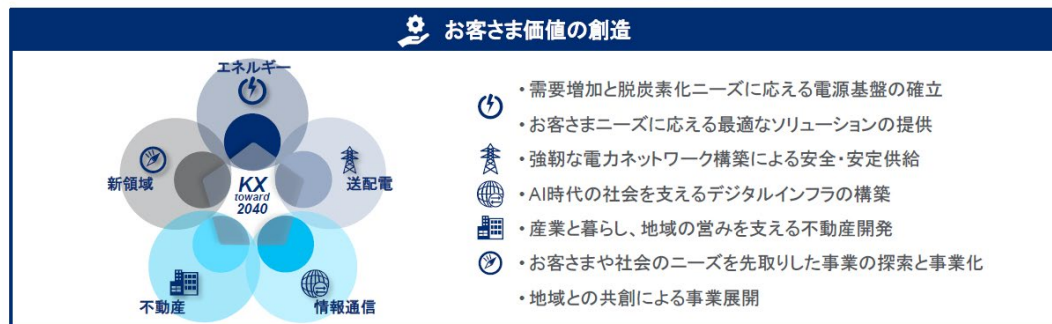 お客さま価値の創造
エネルギー
新領域
KX
toward
2040
送配電
不動産
情報通信
・需要増加と脱炭素化ニーズに応える電源基盤の確立
・お客さまニーズに応える最適なソリューションの提供
・強靭な電力ネットワーク構築による安全・安定供給
・AI時代の社会を支えるデジタルインフラの構築
・産業と暮らし、地域の営みを支える不動産開発
・お客さまや社会のニーズを先取りした事業の探索と事業化
・地域との共創による事業展開